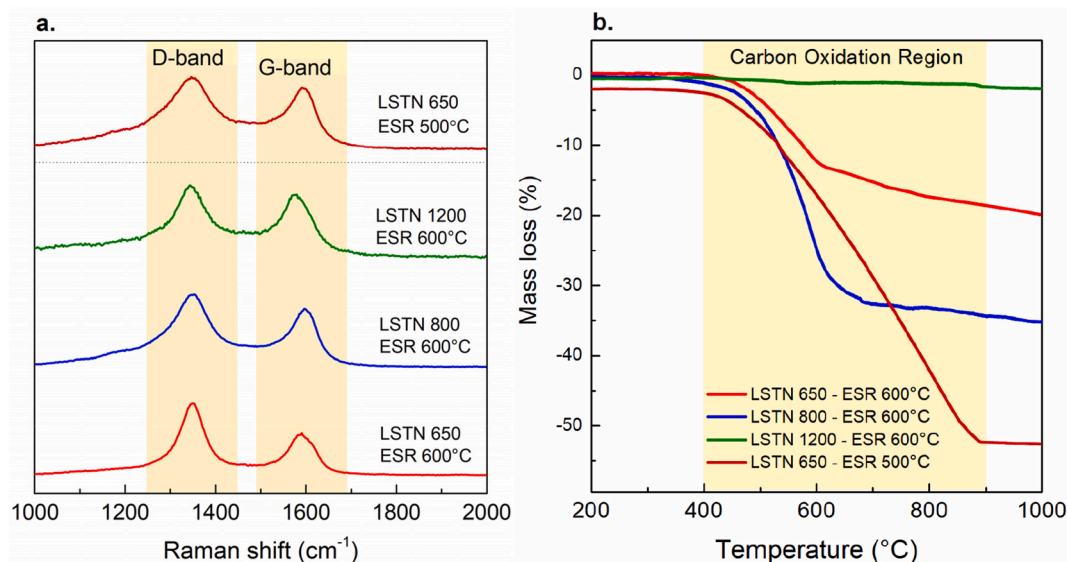 a.
D-band
G-band
LSTN 650
ESR 500°C
LSTN 1200
ESR 600°C
LSTN 800
ESR 600°C
LSTN 650
ESR 600°C
1000 1200 1400 1600 1800 2000
Raman shift (cm⁻¹)
b.
Carbon Oxidation Region
0
-10
-20
-30
-40
-50
Mass loss (%)
LSTN 650 - ESR 600°C
LSTN 800 - ESR 600°C
LSTN 1200 - ESR 600°C
LSTN 650 - ESR 500°C
200 400 600 800 1000
Temperature (°C)